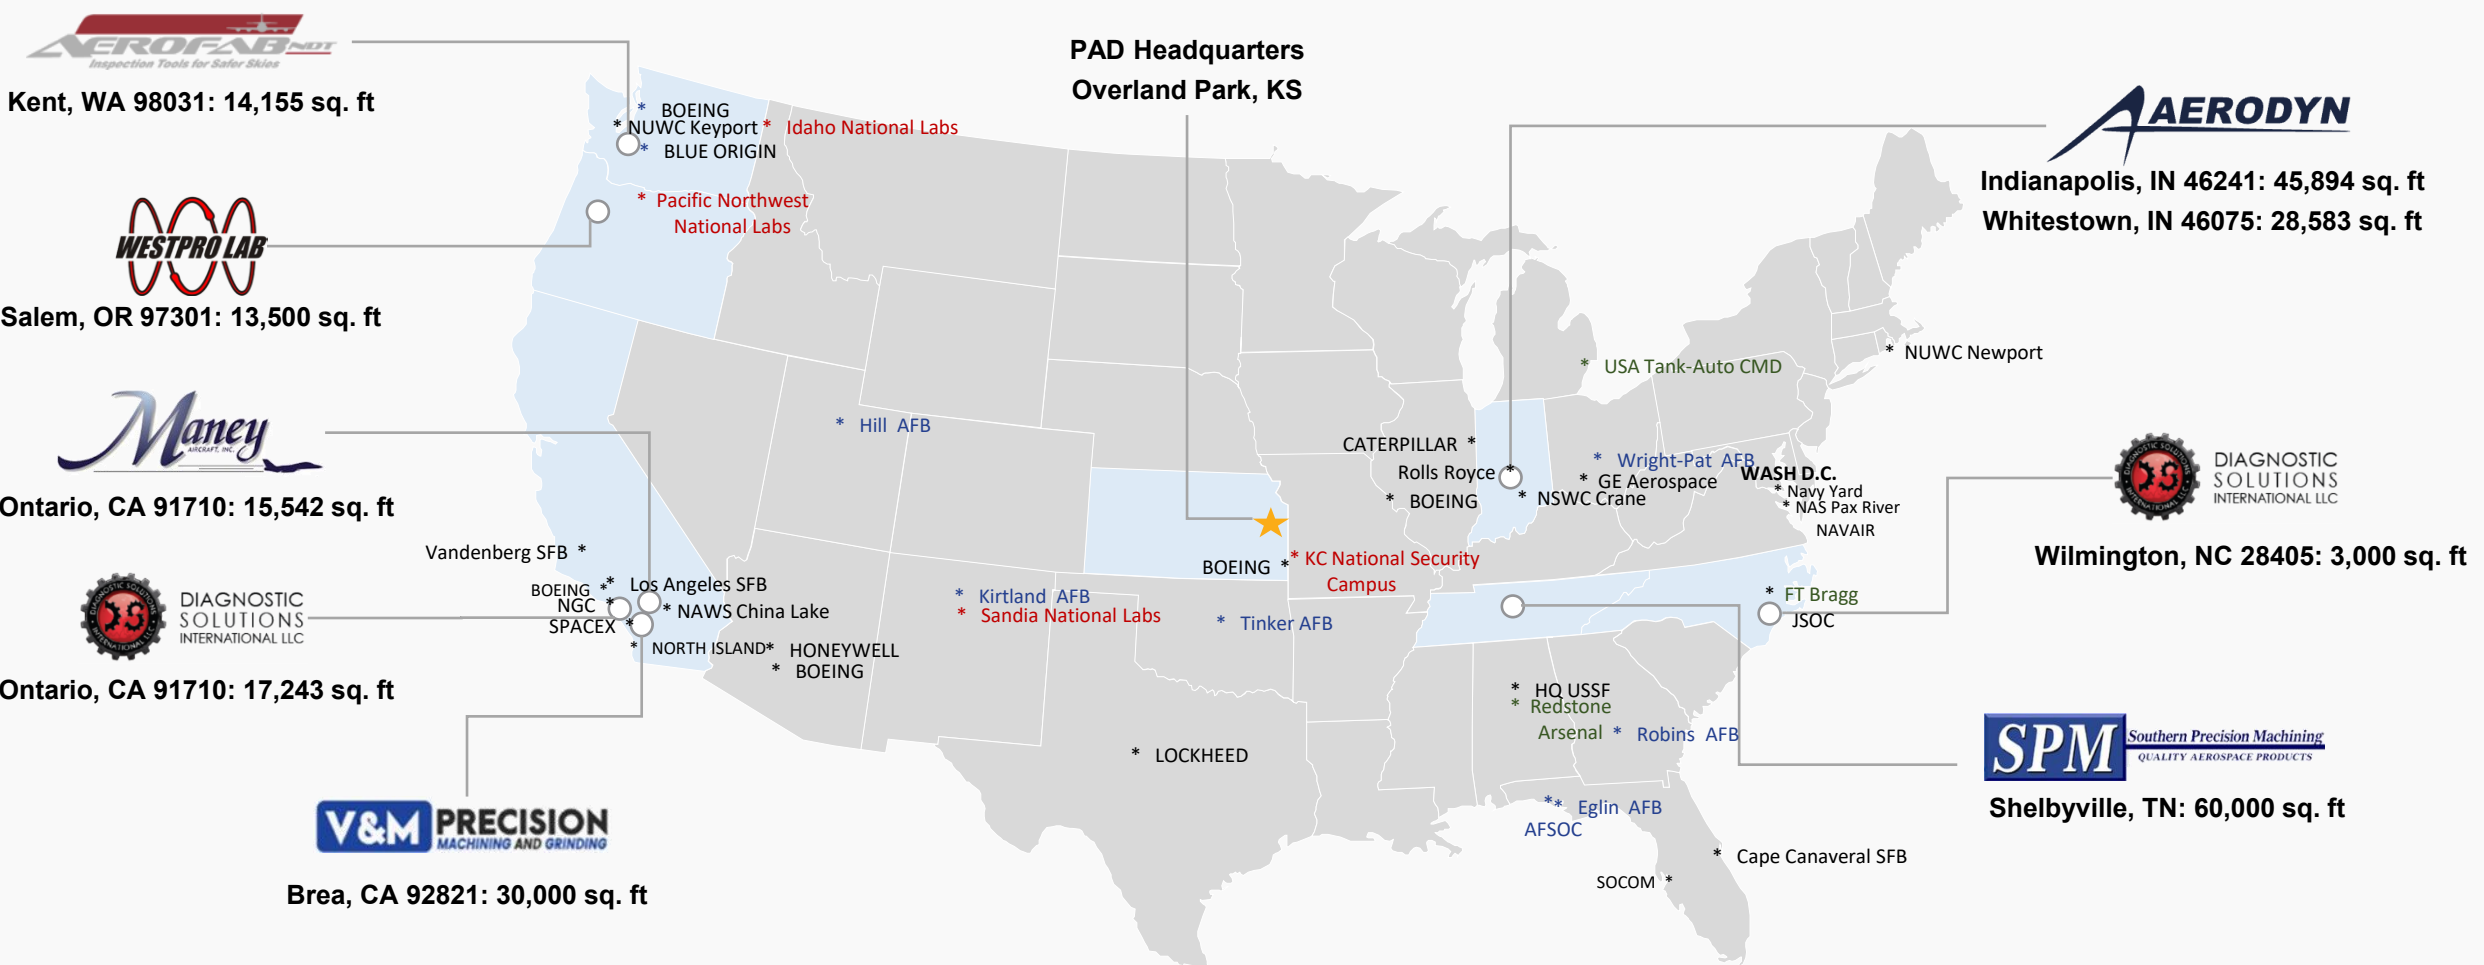 AEROFAB NDT
Inspection Tools for Safer Skies
Kent, WA 98031: 14,155 sq. ft
WESTPRO LAB
Salem, OR 97301: 13,500 sq. ft
Maney
AIRCRAFT, INC.
Ontario, CA 91710: 15,542 sq. ft
DIAGNOSTIC SOLUTIONS
DIAGNOSTIC
SOLUTIONS
INTERNATIONAL LLC
Ontario, CA 91710: 17,243 sq. ft
V&M PRECISION
MACHINING AND GRINDING
Brea, CA 92821: 30,000 sq. ft
PAD Headquarters
Overland Park, KS
* BOEING
* NUWC Keyport
* Idaho National Labs
* BLUE ORIGIN
* Pacific Northwest
National Labs
* Hill AFB
Vandenberg SFB *
* Los Angeles SFB
BOEING *
NGC *
* NAWS China Lake
SPACEX *
* NORTH ISLAND
* HONEYWELL
* BOEING
* Kirtland AFB
* Sandia National Labs
* Tinker AFB
* LOCKHEED
BOEING *
* KC National Security
Campus
CATERPILLAR *
Rolls Royce *
* BOEING
* NSWC Crane
* USA Tank-Auto CMD
* Wright-Pat AFB
* GE Aerospace
WASH D.C.
* Navy Yard
* NAS Pax River
NAVAIR
* NUWC Newport
* FT Bragg
JSOC
* HQ USSF
* Redstone
Arsenal
* Robins AFB
** Eglin AFB
AFSOC
* Cape Canaveral SFB
SOCOM *
AERODYN
Indianapolis, IN 46241: 45,894 sq. ft
Whitestown, IN 46075: 28,583 sq. ft
DIAGNOSTIC
SOLUTIONS
INTERNATIONAL LLC
Wilmington, NC 28405: 3,000 sq. ft
SPM
Southern Precision Machining
QUALITY AEROSPACE PRODUCTS
Shelbyville, TN: 60,000 sq. ft